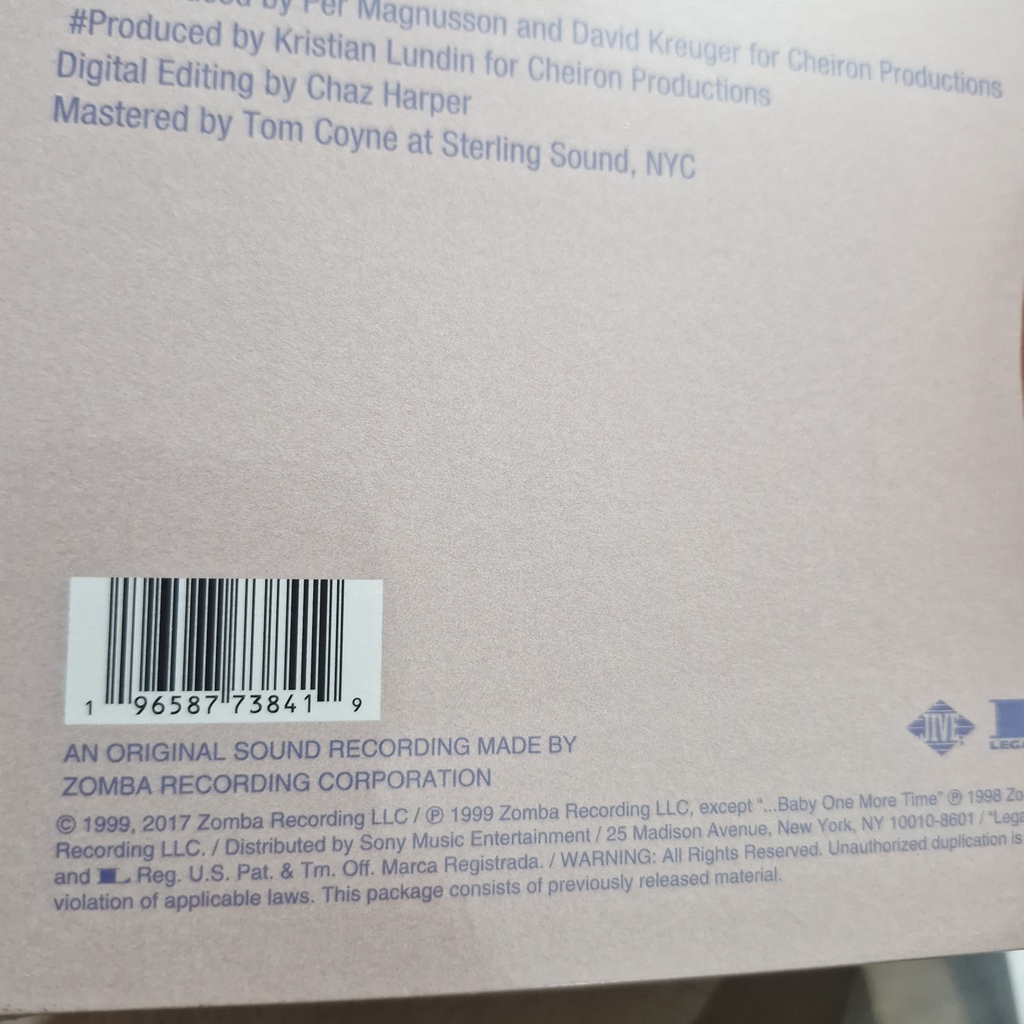 by Per Magnusson and David Kreuger for Cheiron Productions
#Produced by Kristian Lundin for Cheiron Productions
Digital Editing by Chaz Harper
Mastered by Tom Coyne at Sterling Sound, NYC
1 96587 73841 9
JIVE
AN ORIGINAL SOUND RECORDING MADE BY
ZOMBA RECORDING CORPORATION
© 1999, 2017 Zomba Recording LLC / ℗ 1999 Zomba Recording LLC, except “...Baby One More Time” ℗ 1998
Recording LLC. / Distributed by Sony Music Entertainment / 25 Madison Avenue, New York, NY 10010-8601 /
and Reg. U.S. Pat. & Tm. Off. Marca Registrada. / WARNING: All Rights Reserved. Unauthorized duplication is
violation of applicable laws. This package consists of previously released material.